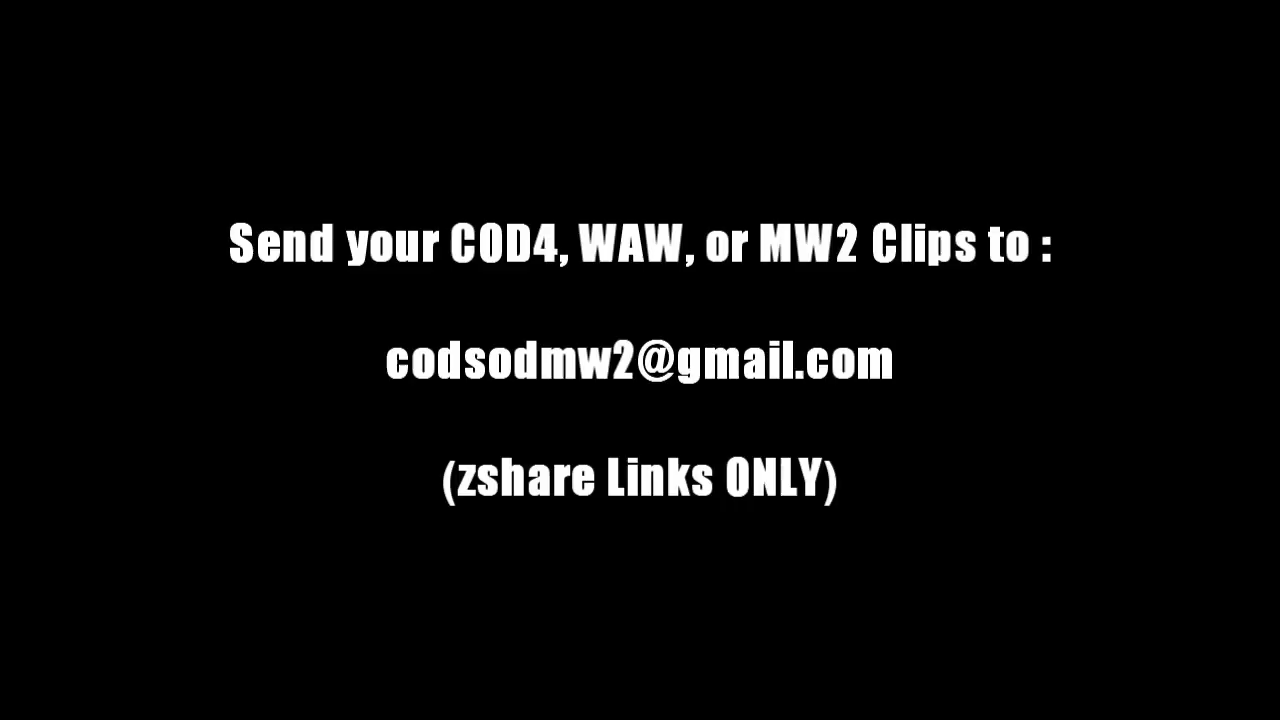 Send your COD4, WAW, or MW2 Clips to :
codsodmw2@gmail.com
(zshare Links ONLY)